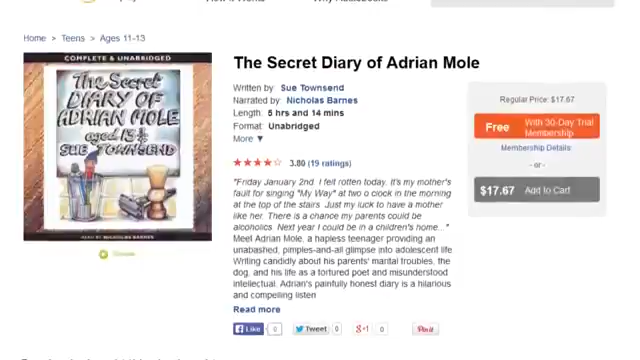 Home > Teens > Ages 11-13
COMPLETE & UNABRIDGED
The Secret
DIARY OF
ADRIAN MOLE
aged 13 3/4
SUE TOWNSEND
READ BY NICHOLAS BARNES
The Secret Diary of Adrian Mole
Written by Sue Townsend
Narrated by Nicholas Barnes
Length: 5 hrs and 14 mins
Format: Unabridged
More
3.80 (19 ratings)
"Friday January 2nd. I felt rotten today. It's my mother's
fault for singing "My Way" at two o clock in the morning
at the top of the stairs. Just my luck to have a mother
like her. There is a chance my parents could be
alcoholics. Next year I could be in a children's home..."
Meet Adrian Mole, a hapless teenager providing an
unabashed, pimples-and-all glimpse into adolescent life
Writing candidly about his parents' marital troubles, the
dog, and his life as a tortured poet and misunderstood
intellectual. Adrian's painfully honest diary is a hilarious
and compelling listen
Read more
Like 0
Tweet 0
g+1 0
Pinit
Regular Price: $17.67
Free With 30-Day Trial
Membership
Membership Details
- or -
$17.67 Add to Cart